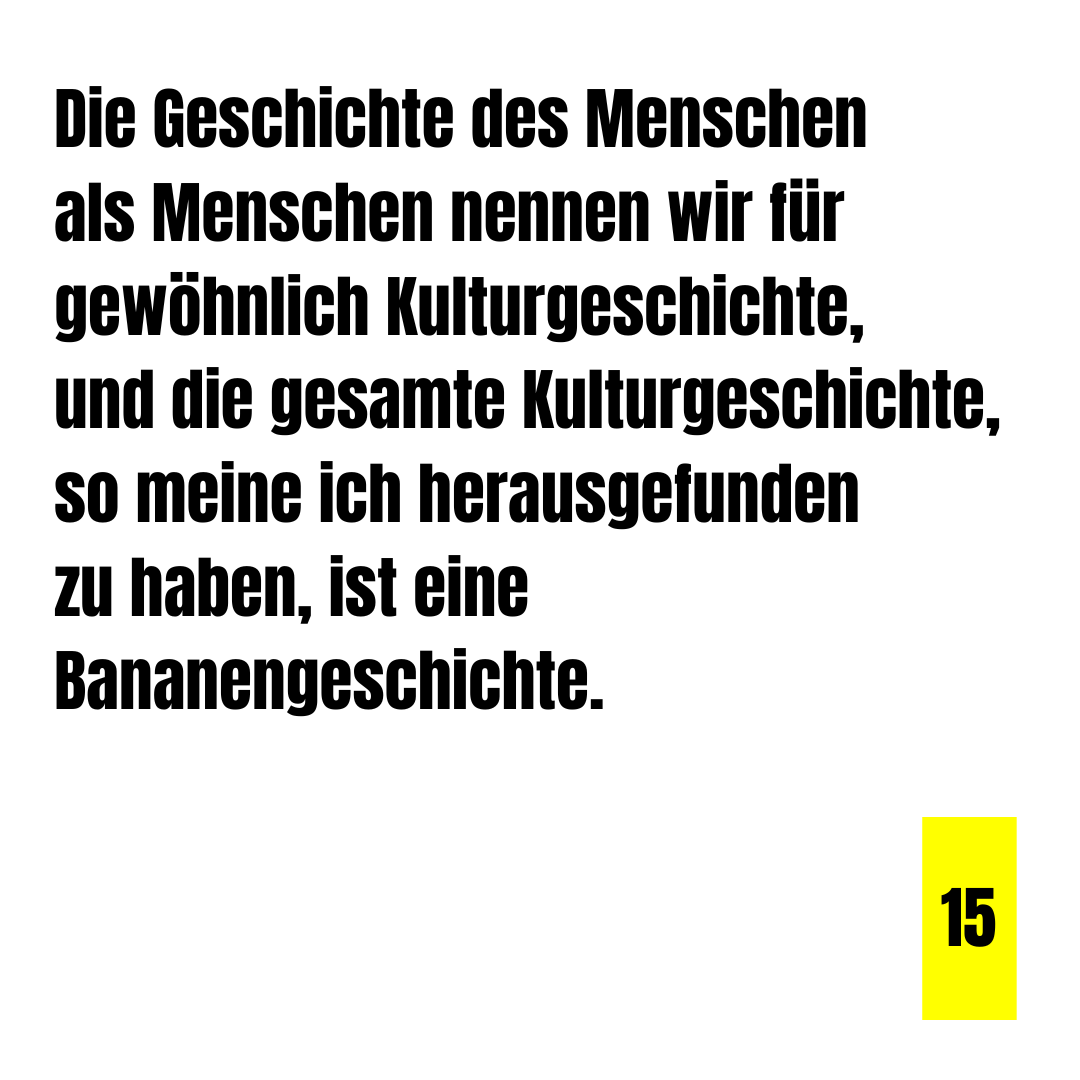 Die Geschichte des Menschen
als Menschen nennen wir für
gewöhnlich Kulturgeschichte,
und die gesamte Kulturgeschichte,
so meine ich herausgefunden
zu haben, ist eine
Bananengeschichte.
15